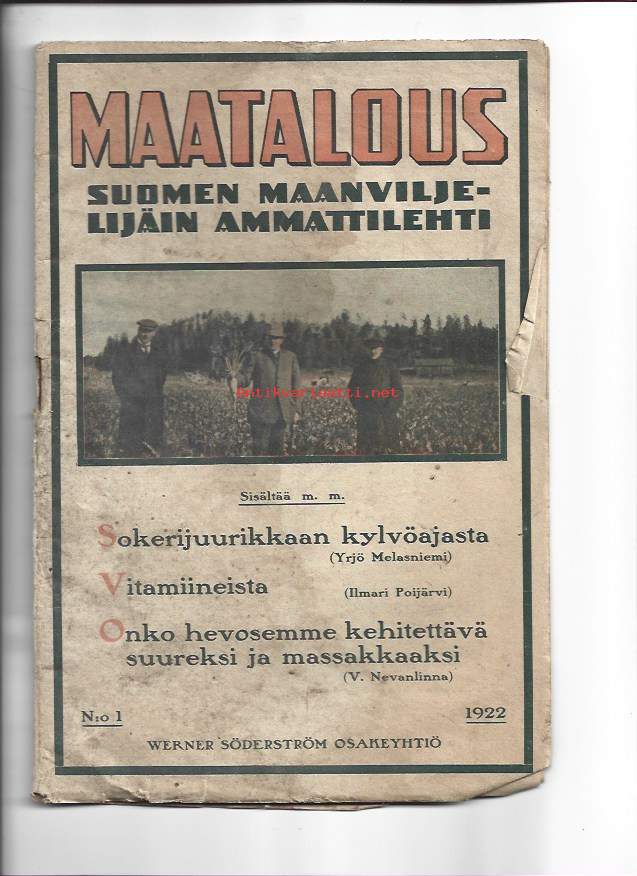 MAATALOUS
SUOMEN MAANVILJE-
LIJÄIN AMMATTILEHTI
Antikvariaatti.net
Sisältää m. m.
Sokerijuurikkaan kylvöajasta
(Yrjö Melasniemi)
Vitamiineista (Ilmari Poijärvi)
Onko hevosemme kehitettävä
suureksi ja massakkaaksi
(V. Nevanlinna)
N:o 1 1922
WERNER SÖDERSTRÖM OSAKEYHTIÖ